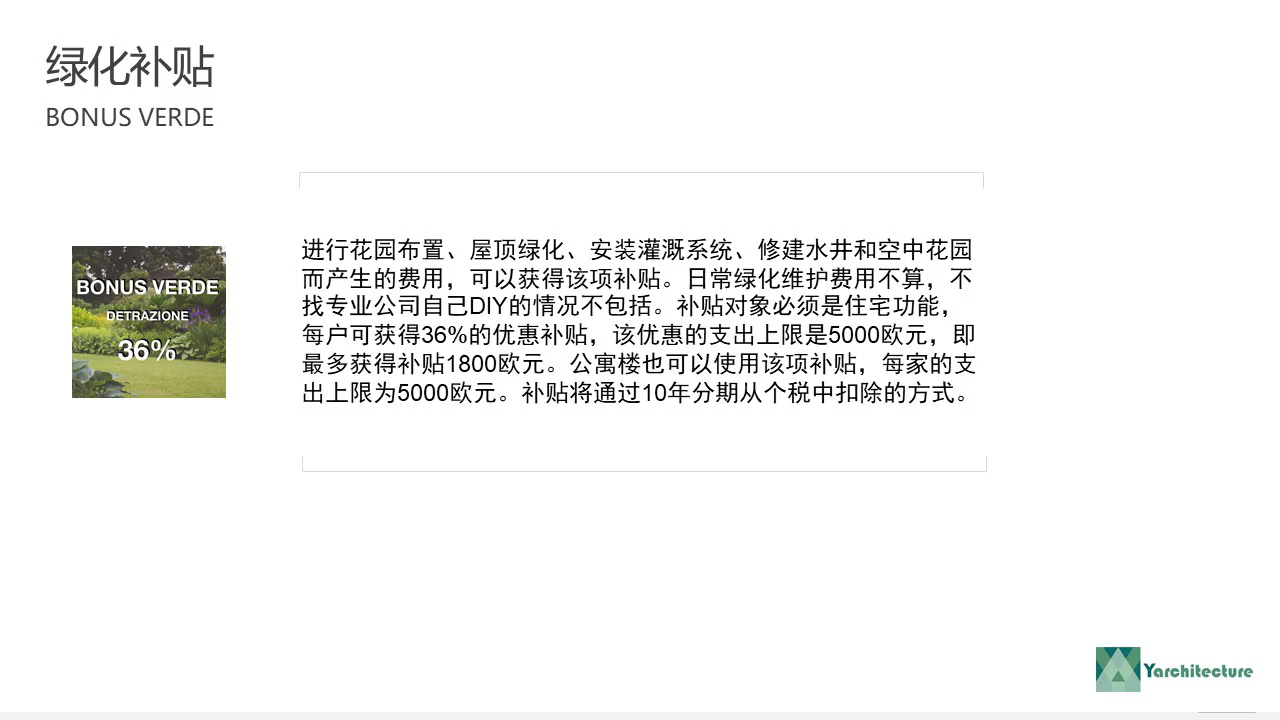 绿化补贴
BONUS VERDE
BONUS VERDE
DETRAZIONE
36%
进行花园布置、屋顶绿化、安装灌溉系统、修建水井和空中花园
而产生的费用，可以获得该项补贴。日常绿化维护费用不算，不
找专业公司自己DIY的情况不包括。补贴对象必须是住宅功能，
每户可获得36%的优惠补贴，该优惠的支出上限是5000欧元，即
最多获得补贴1800欧元。公寓楼也可以使用该项补贴，每家的支
出上限为5000欧元。补贴将通过10年分期从个税中扣除的方式。
Yarchitecture